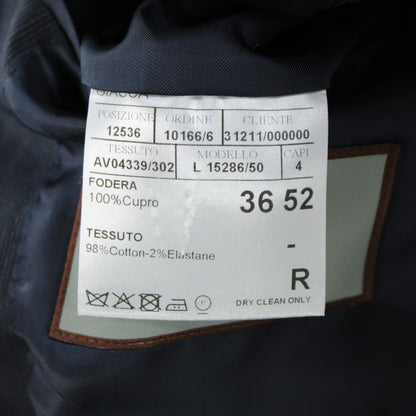 GIACCA
POSIZIONE ORDINE CLIENTE
12536 10166/6 31211/000000
TESSUTO MODELLO CAPI
AV04339/302 L 15286/50 4
FODERA
100%Cupro
36 52
TESSUTO
98%Cotton-2%Elastane
-
R
DRY CLEAN ONLY